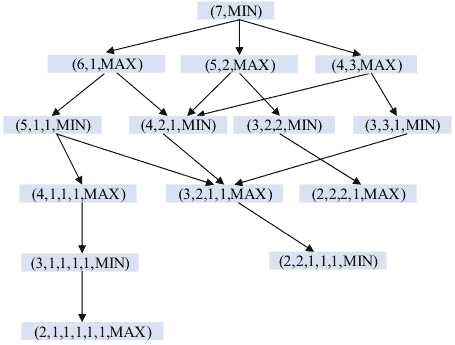 (7,MIN)
(6,1,MAX) (5,2,MAX) (4,3,MAX)
(5,1,1,MIN) (4,2,1,MIN) (3,2,2,MIN) (3,3,1,MIN)
(4,1,1,1,MAX) (3,2,1,1,MAX) (2,2,2,1,MAX)
(3,1,1,1,1,MIN) (2,2,1,1,1,MIN)
(2,1,1,1,1,1,MAX)